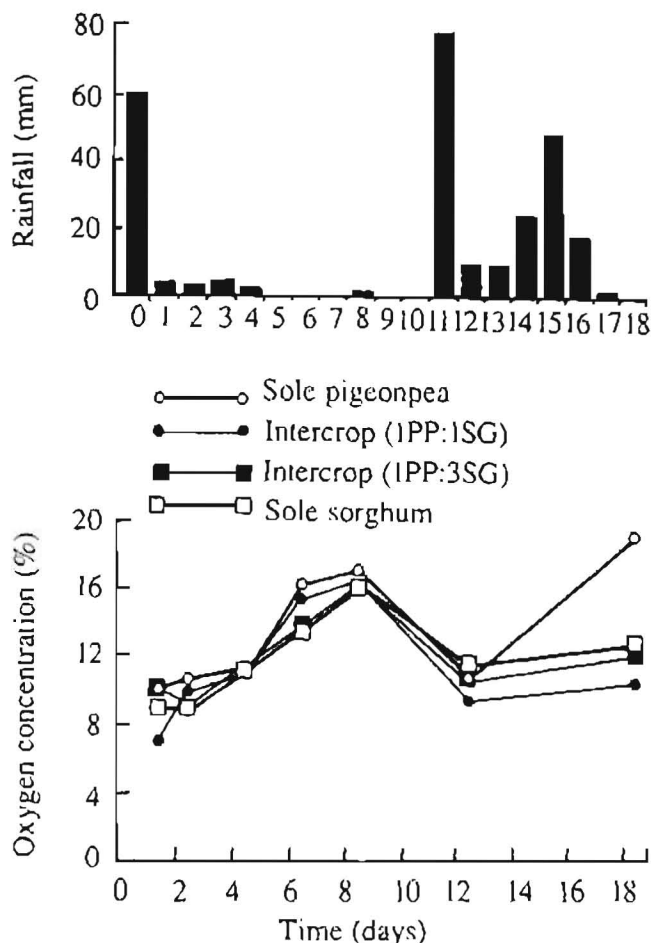 Rainfall (mm)
80
60
40
20
0
0 1 2 3 4 5 6 7 8 9 10 11 12 13 14 15 16 17 18
Sole pigeonpea
Intercrop (1PP:1SG)
Intercrop (1PP:3SG)
Sole sorghum
Oxygen concentration (%)
20
16
12
8
4
0
0 2 4 6 8 10 12 14 16 18
Time (days)